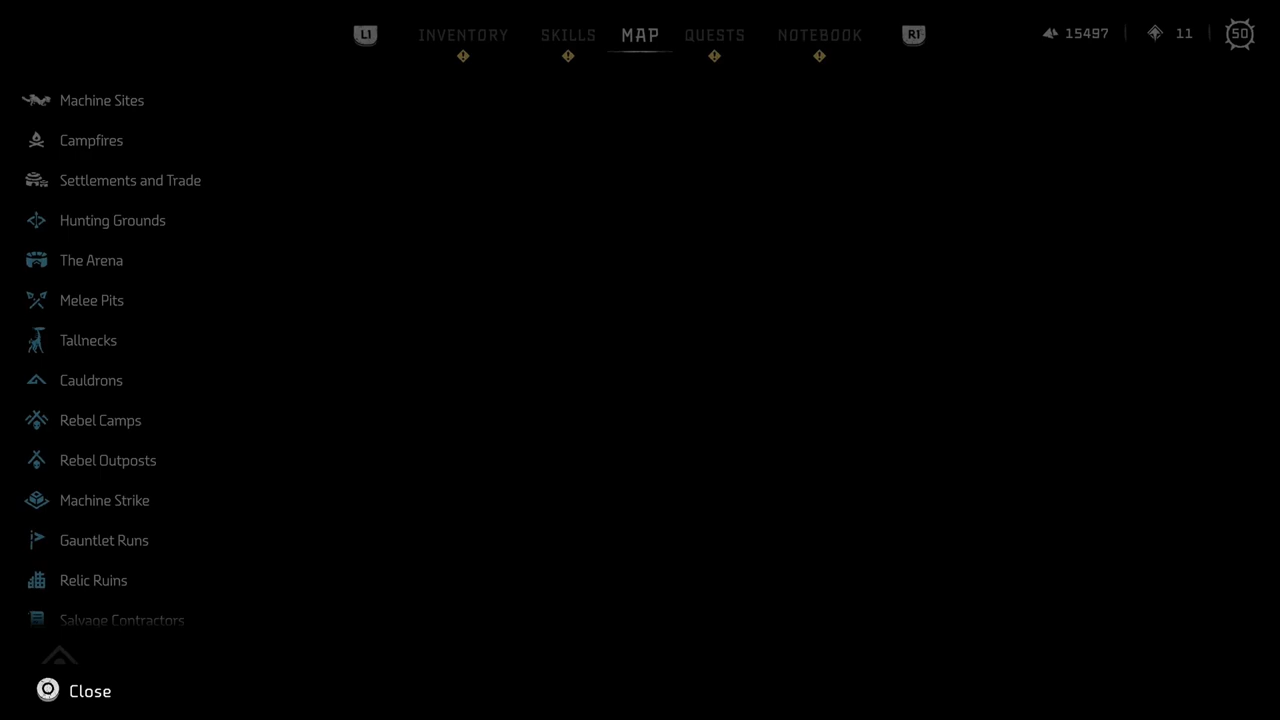 L1 INVENTORY SKILLS MAP QUESTS NOTEBOOK R1 15497 11 50
Machine Sites
Campfires
Settlements and Trade
Hunting Grounds
The Arena
Melee Pits
Tallnecks
Cauldrons
Rebel Camps
Rebel Outposts
Machine Strike
Gauntlet Runs
Relic Ruins
Salvage Contractors
Close